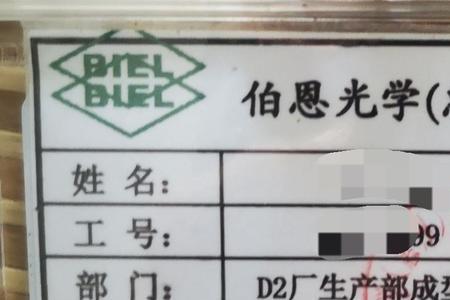 BIEL
BIEL
伯恩光学(
姓 名：
工 号： 99
部 门： D2厂生产部成型